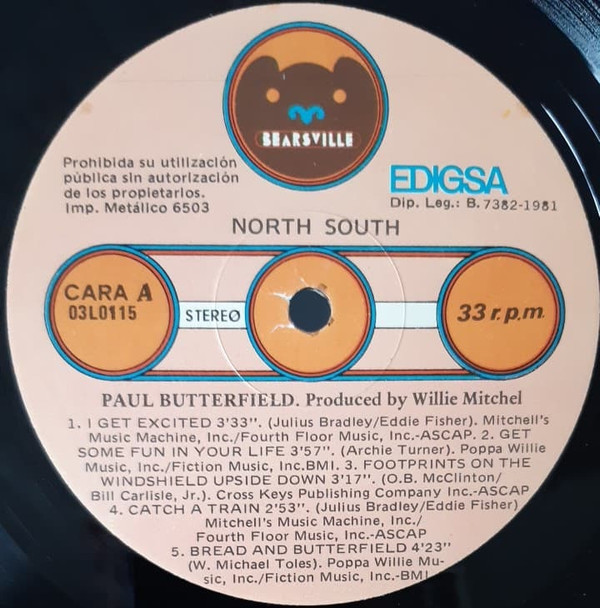 BEARSVILLE
Prohibida su utilización
pública sin autorización
de los propietarios.
Imp. Metálico 6503
EDIGSA
Dip. Leg.: B. 7382-1981
NORTH SOUTH
CARA A
03L0115
STEREO
33 r.p.m.
PAUL BUTTERFIELD. Produced by Willie Mitchel
1. I GET EXCITED 3'33". (Julius Bradley/Eddie Fisher). Mitchell's
Music Machine, Inc./Fourth Floor Music, Inc.-ASCAP. 2. GET
SOME FUN IN YOUR LIFE 3'57". (Archie Turner). Poppa Willie
Music, Inc./Fiction Music, Inc.BMI. 3. FOOTPRINTS ON THE
WINDSHIELD UPSIDE DOWN 3'17". (O.B. McClinton/
Bill Carlisle, Jr.). Cross Keys Publishing Company Inc.-ASCAP
4. CATCH A TRAIN 2'53". (Julius Bradley/Eddie Fisher)
Mitchell's Music Machine, Inc./
Fourth Floor Music, Inc.-ASCAP
5. BREAD AND BUTTERFIELD 4'23"
(W. Michael Toles). Poppa Willie Mu-
sic, Inc./Fiction Music, Inc.-BMI